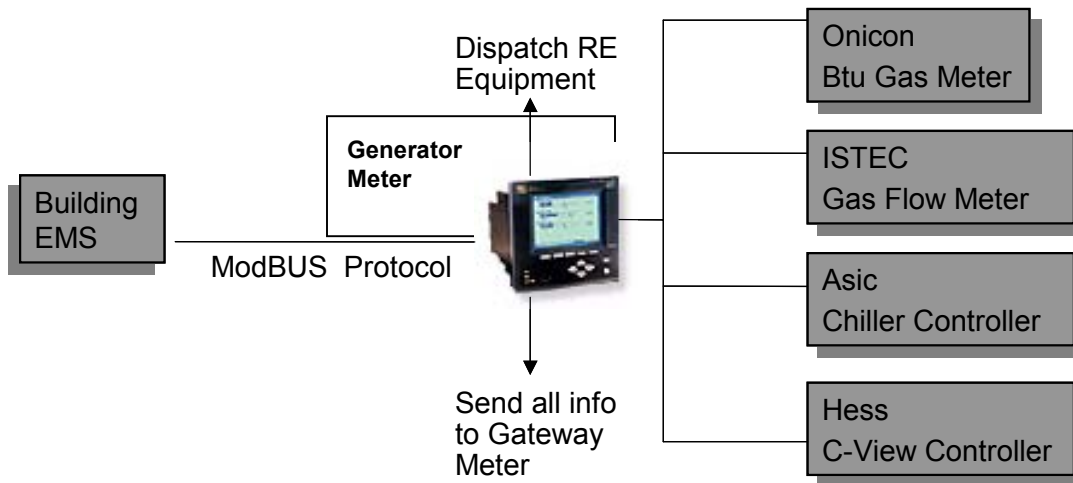 Dispatch RE
Equipment
Generator
Meter
Building
EMS
ModBUS Protocol
Send all info
to Gateway
Meter
Onicon
Btu Gas Meter
ISTEC
Gas Flow Meter
Asic
Chiller Controller
Hess
C-View Controller